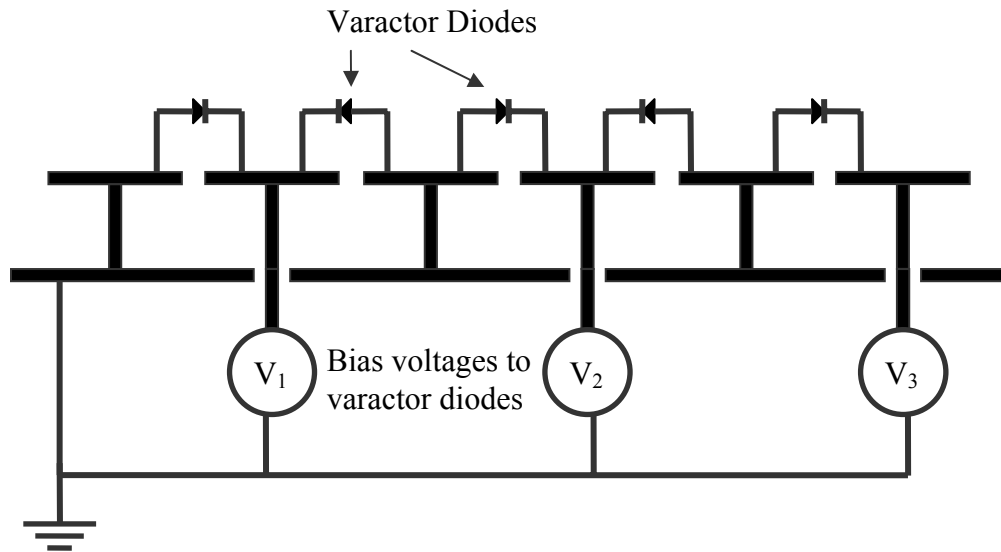 Varactor Diodes
V₁
Bias voltages to
varactor diodes
V₂
V₃